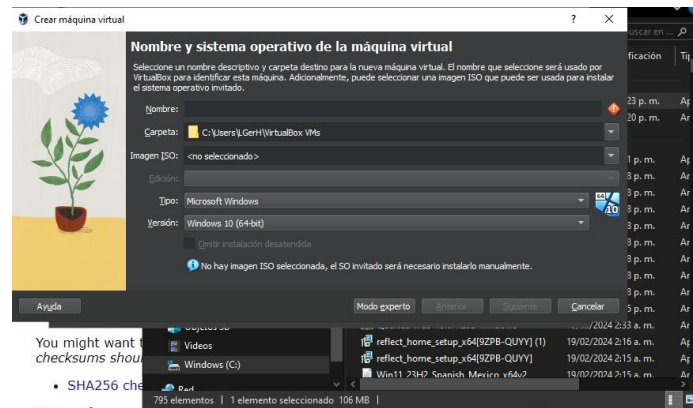 Crear máquina virtual
? ×
Nombre y sistema operativo de la máquina virtual
Seleccione un nombre descriptivo y carpeta destino para la nueva máquina virtual. El nombre que seleccione será usado por
VirtualBox para identificar esta máquina. Adicionalmente, puede seleccionar una imagen ISO que puede ser usada para instalar
el sistema operativo invitado.
Nombre:
Carpeta: C:\Users\LGerH\VirtualBox VMs
Imagen ISO: <no seleccionado>
Edición:
Tipo: Microsoft Windows
64
10
Versión: Windows 10 (64-bit)
Omitir instalación desatendida
No hay imagen ISO seleccionada, el SO invitado será necesario instalarlo manualmente.
Ayuda
Modo experto
Anterior
Siguiente
Cancelar
uscar en ...
ficación
23 p. m.
20 p. m.
1 p. m.
8 p. m.
3 p. m.
3 p. m.
3 p. m.
3 p. m.
5 p. m.
2024 2:33 a. m.
You might want t
checksums shou
SHA256 che
Videos
Windows (C:)
Red
reflect_home_setup_x64[9ZPB-QUYY] (1) 19/02/2024 2:16 a. m.
reflect_home_setup_x64[9ZPB-QUYY] 19/02/2024 2:15 a. m.
Win11_23H2_Spanish_Mexico_x64v2 19/02/2024 2:15 a. m.
795 elementos 1 elemento seleccionado 106 MB